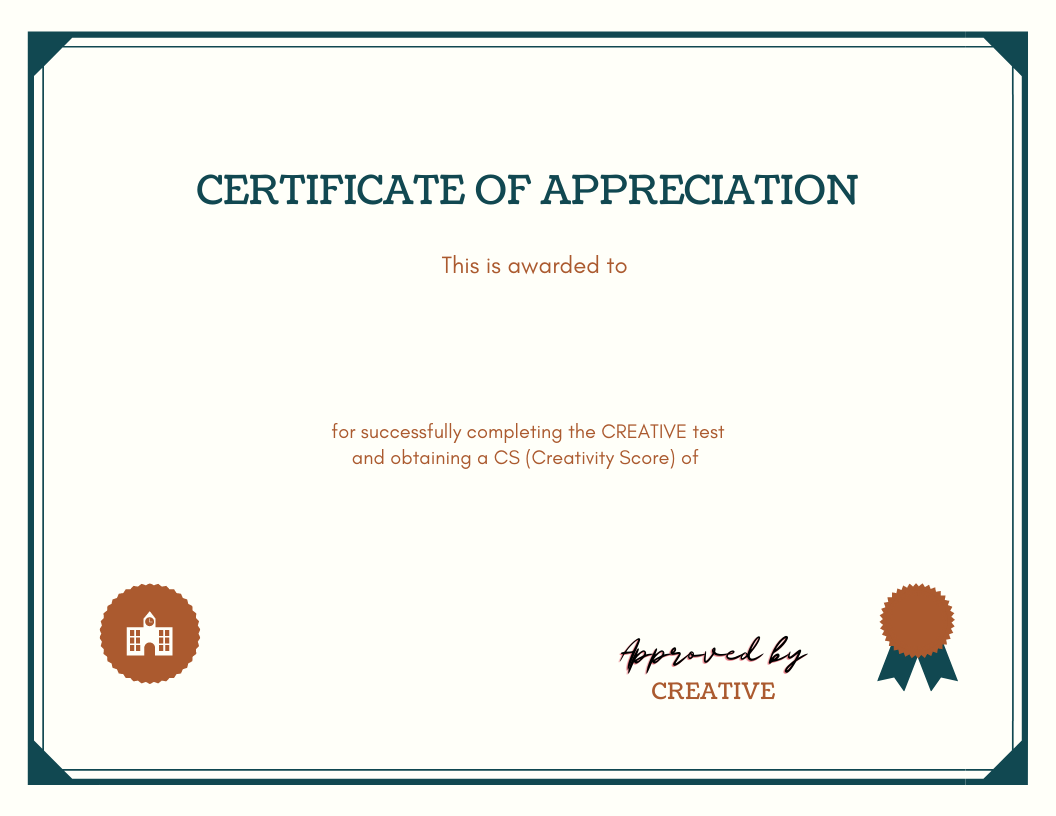 CERTIFICATE OF APPRECIATION
This is awarded to
for successfully completing the CREATIVE test
and obtaining a CS (Creativity Score) of
Approved by
CREATIVE